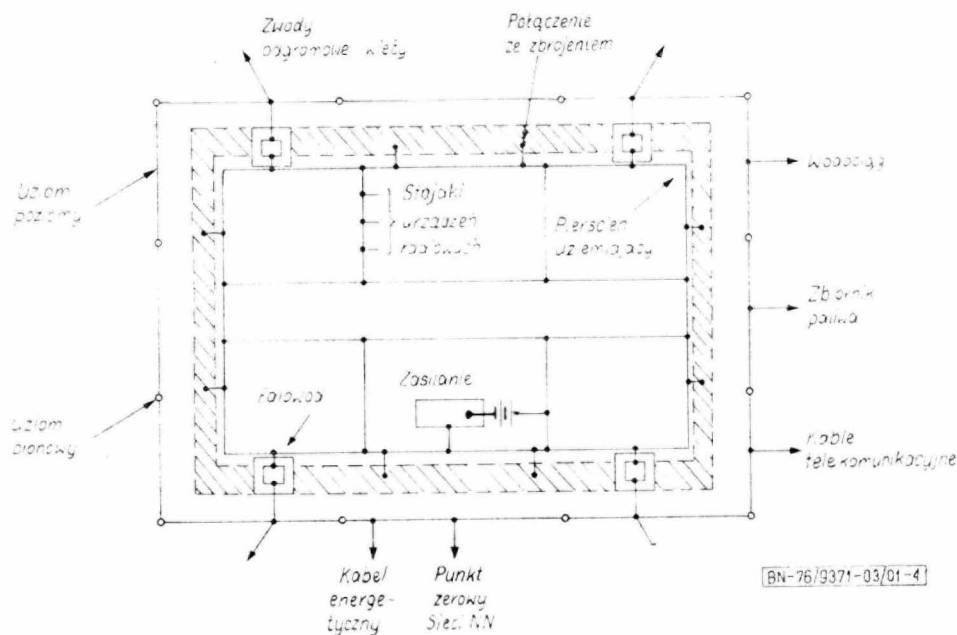 Zwody
odgromowe wieży
Połączenie
ze zbrojeniem
Uziom
poziomy
Wodociąg
Stojaki
urządzeń
radiowych
Pierścień
uziemiający
Zbiornik
paliwa
Falowód
Zasilanie
Uziom
pionowy
Kable
telekomunikacyjne
Kabel
energe-
tyczny
Punkt
zerowy
Sieci NN
BN-76/9371-03/01-4